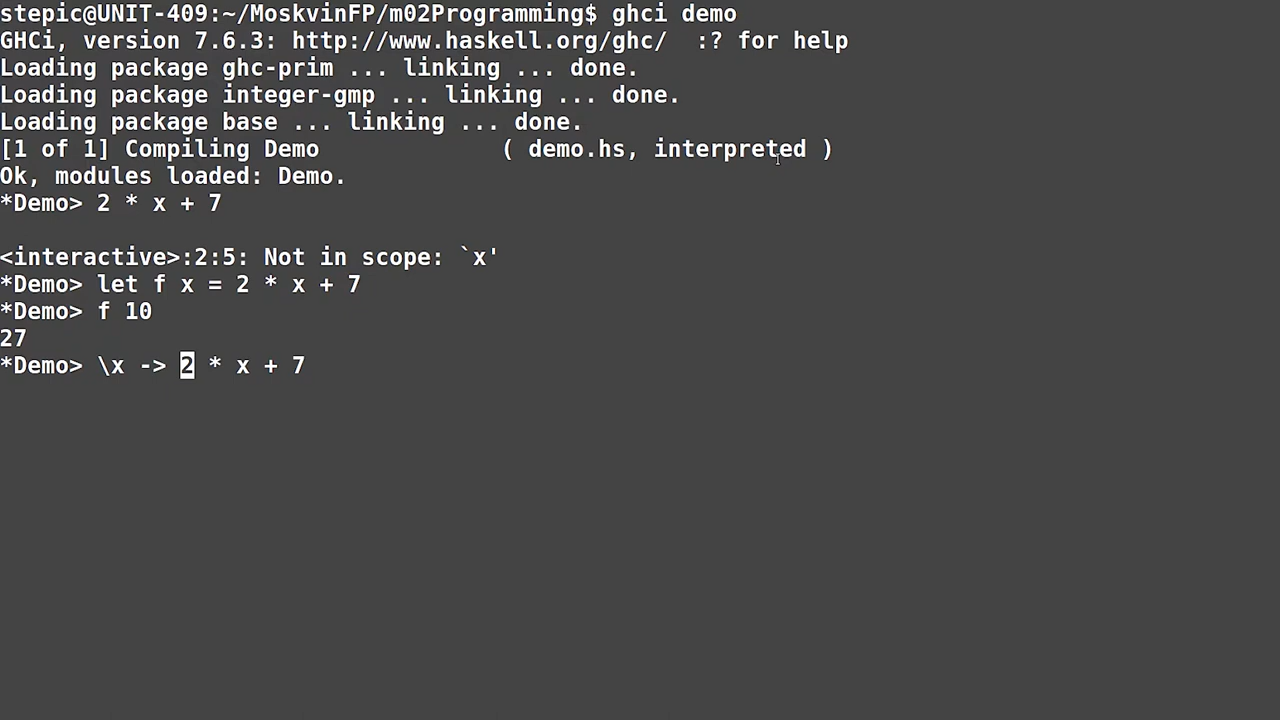 stepic@UNIT-409:~/MoskvinFP/m02Programming$ ghci demo
GHCi, version 7.6.3: http://www.haskell.org/ghc/  :? for help
Loading package ghc-prim ... linking ... done.
Loading package integer-gmp ... linking ... done.
Loading package base ... linking ... done.
[1 of 1] Compiling Demo             ( demo.hs, interpreted )
Ok, modules loaded: Demo.
*Demo> 2 * x + 7
<interactive>:2:5: Not in scope: `x'
*Demo> let f x = 2 * x + 7
*Demo> f 10
27
*Demo> \x -> 2 * x + 7